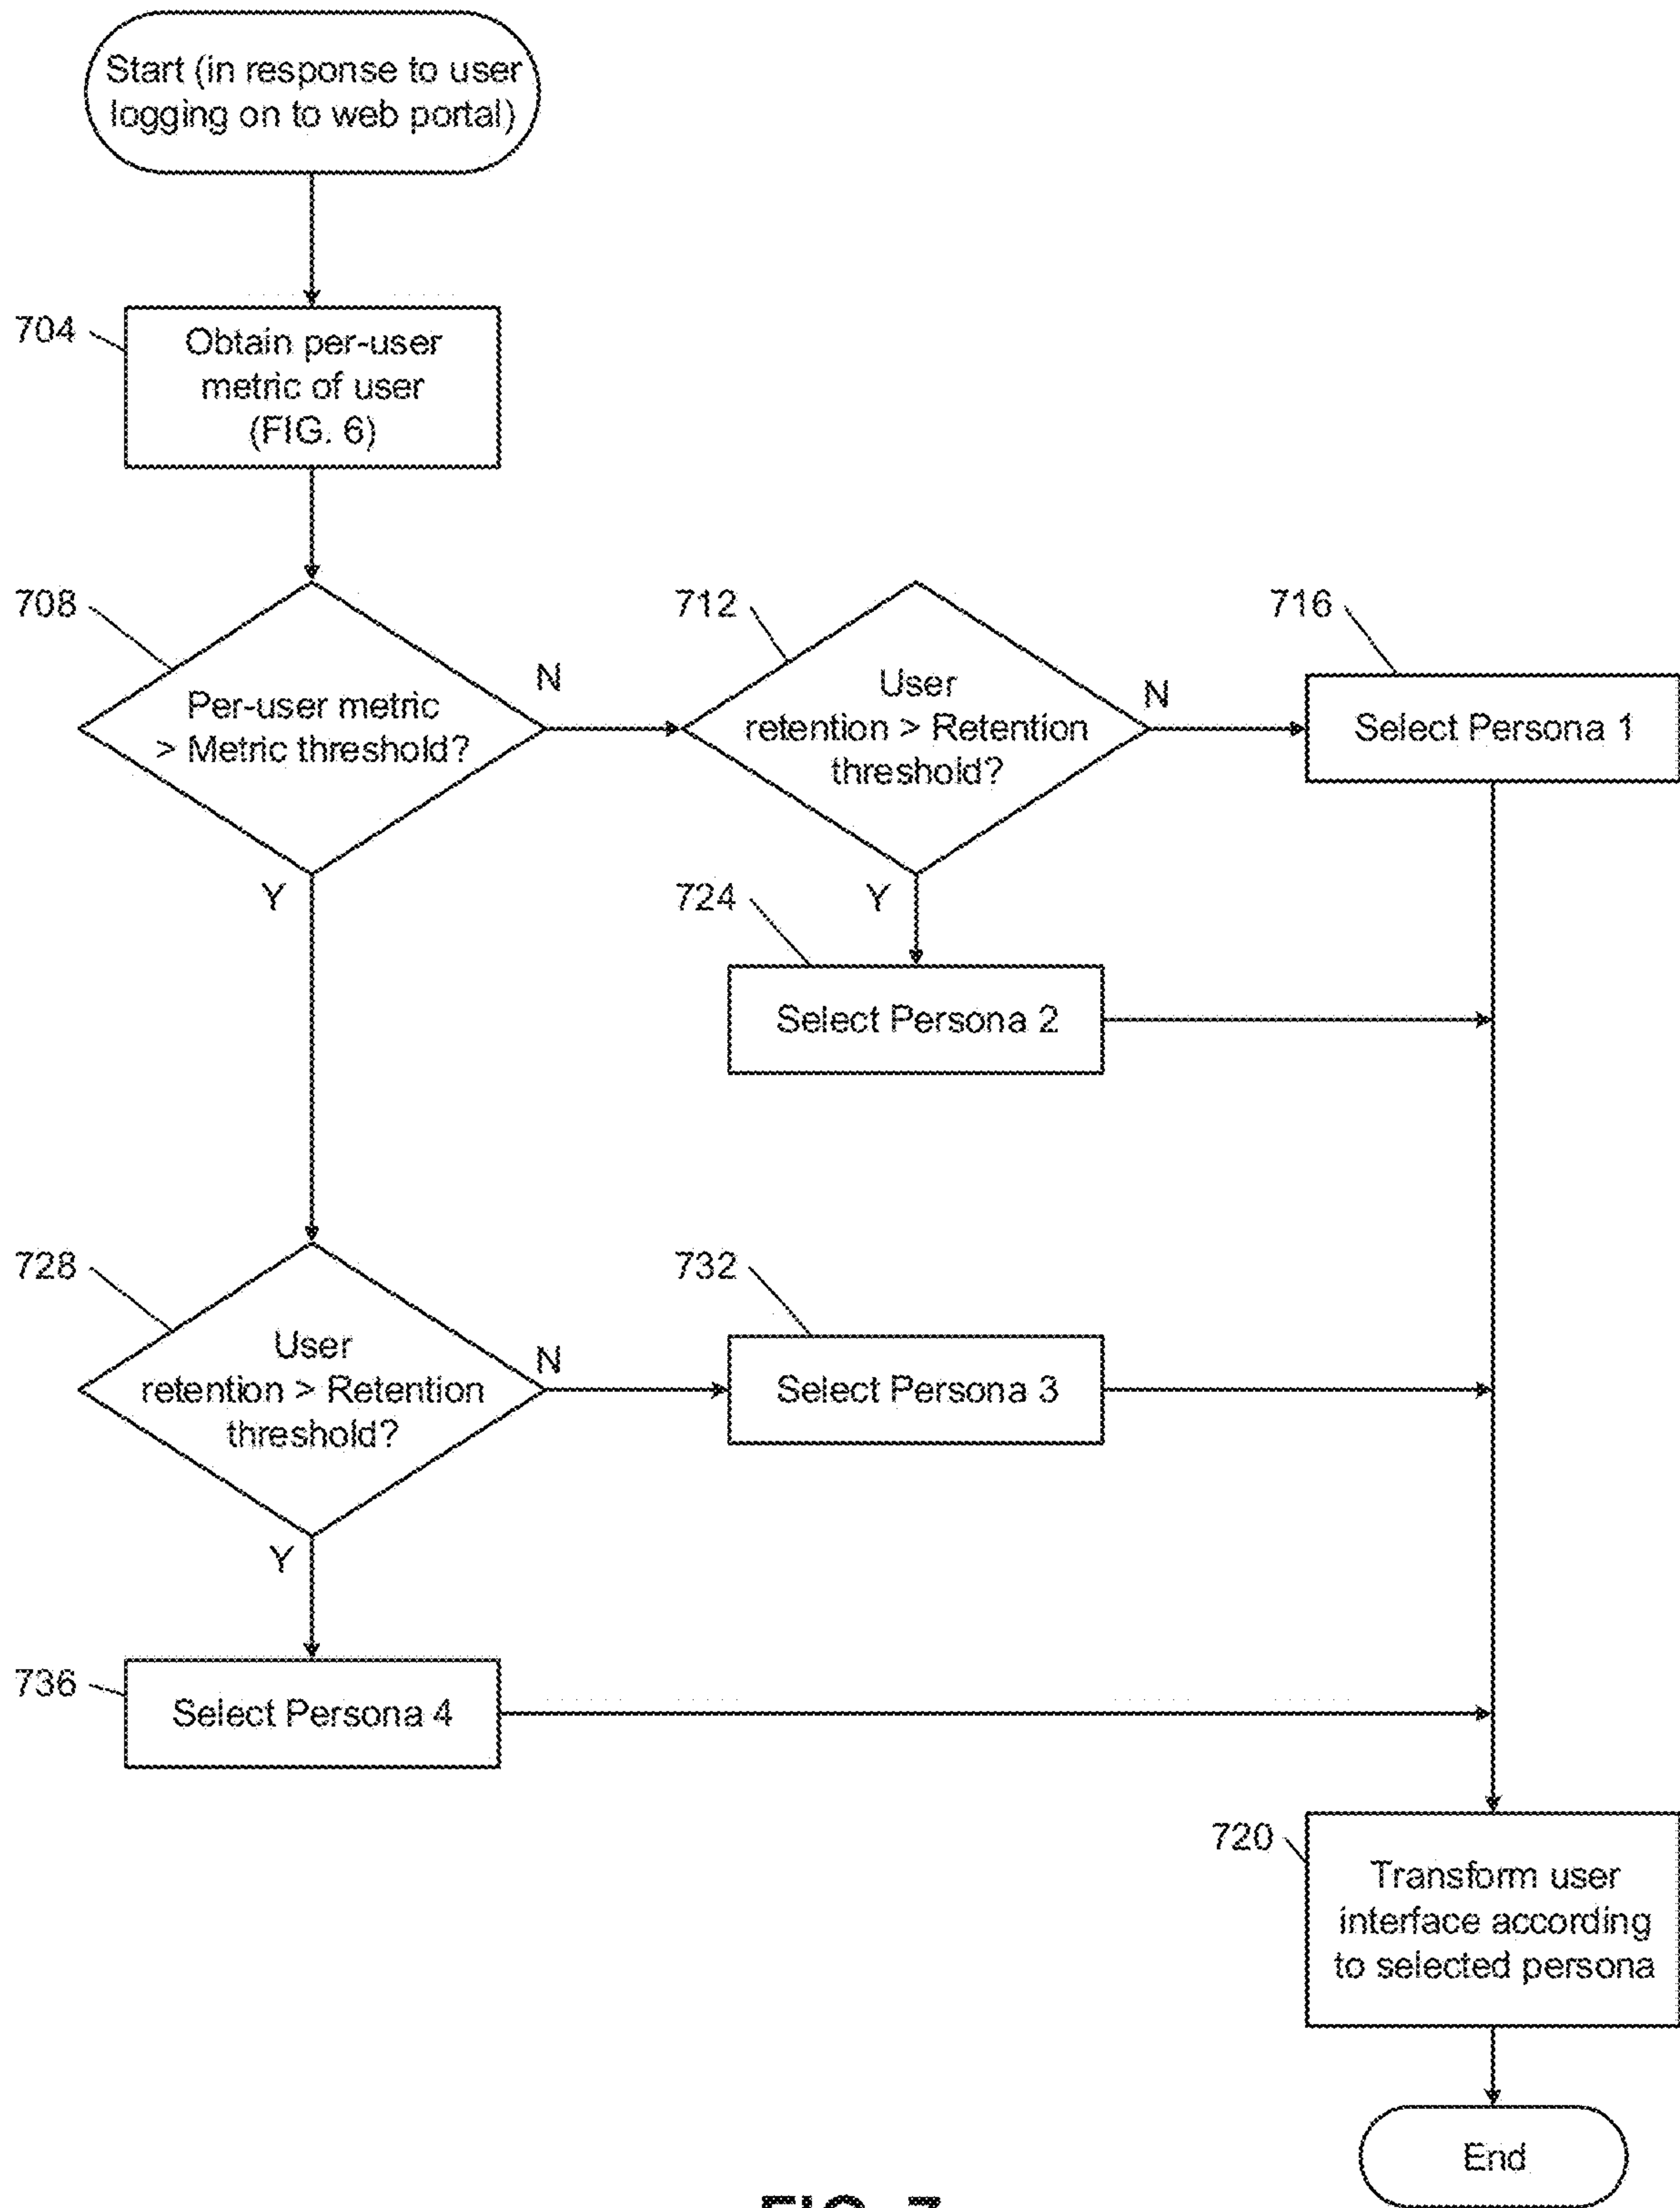 Start (in response to user
logging on to web portal)
704
Obtain per-user
metric of user
(FIG. 6)
708
Per-user metric
> Metric threshold?
N
Y
712
User
retention > Retention
threshold?
N
Y
716
Select Persona 1
724
Select Persona 2
728
User
retention > Retention
threshold?
N
Y
732
Select Persona 3
736
Select Persona 4
720
Transform user
interface according
to selected persona
End
FIG. 7